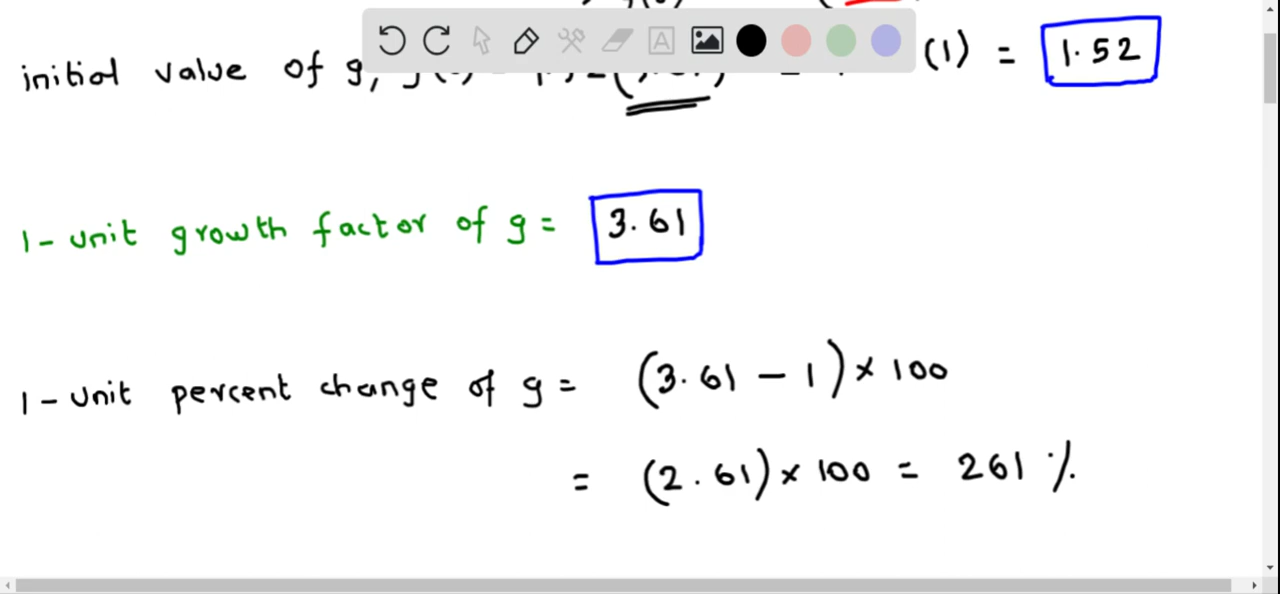 initial value of g, (1) = 1.52
1-unit growth factor of g = 3.61
1-unit percent change of g = (3.61 - 1) × 100
= (2.61) × 100 = 261 %